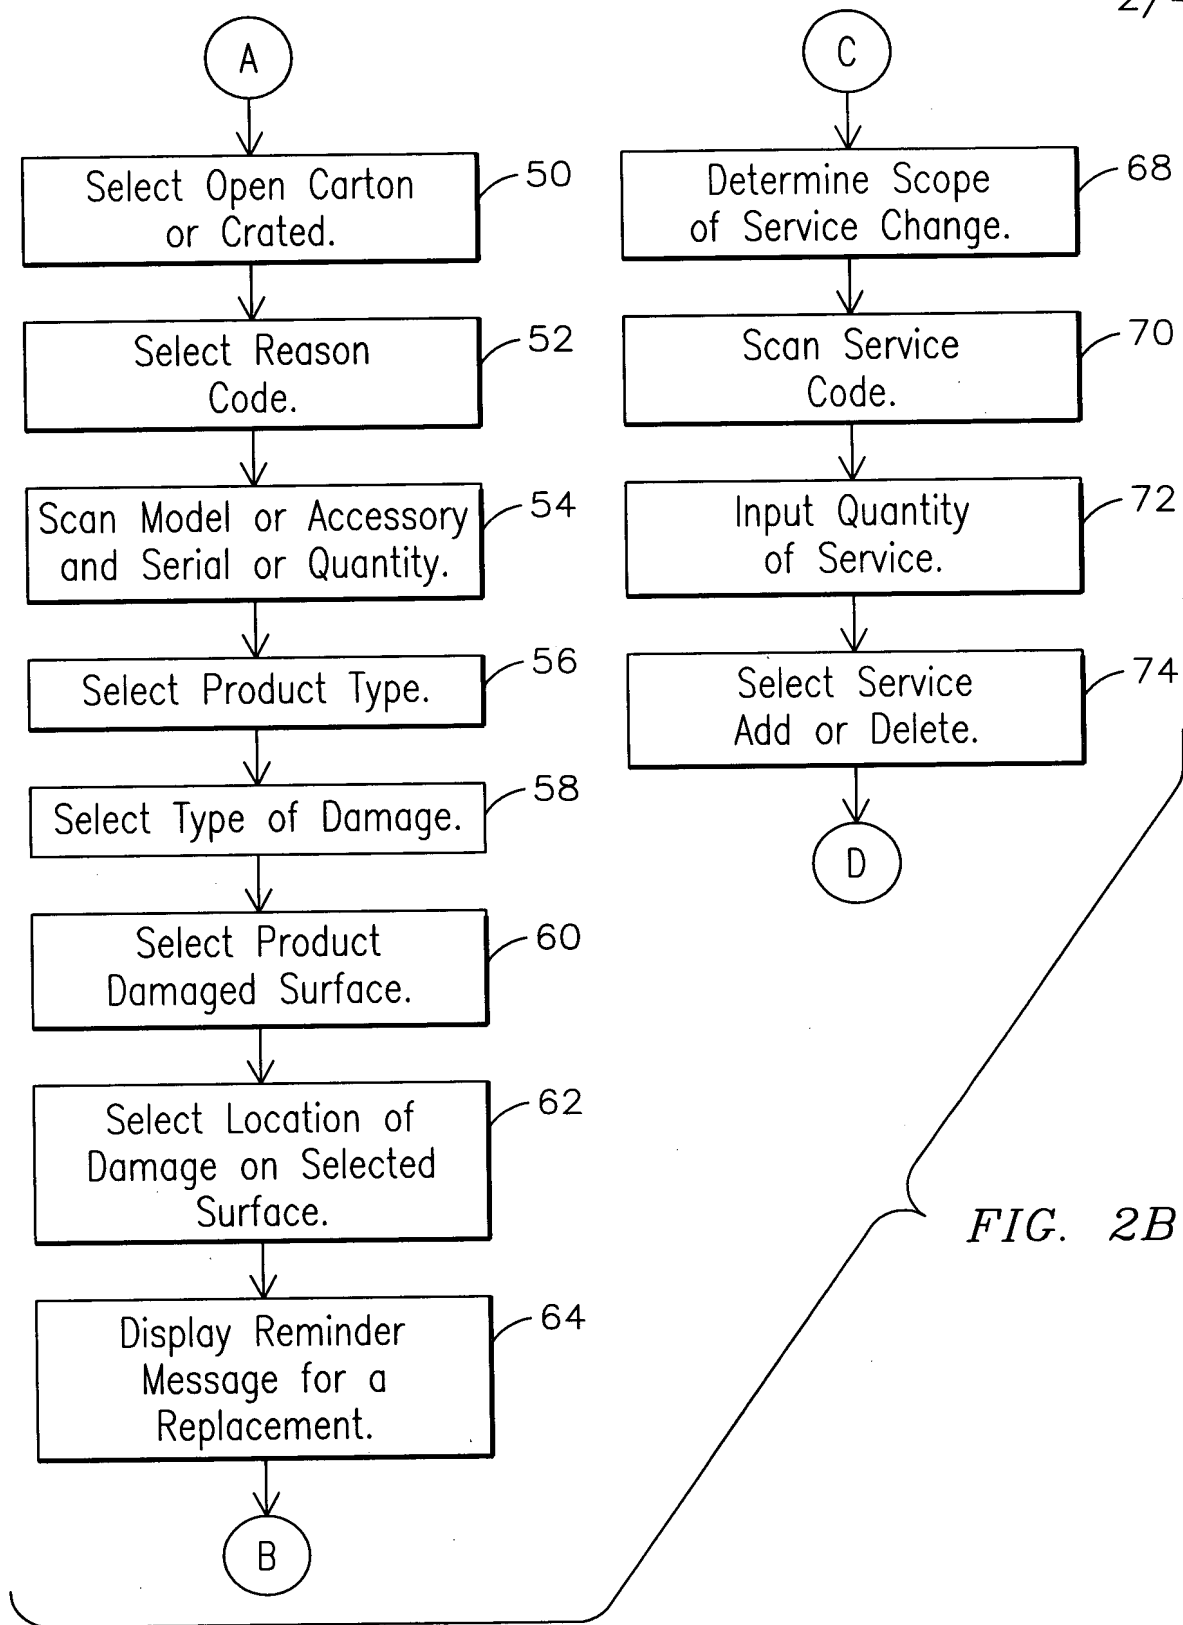 2/
A
Select Open Carton
or Crated.
50
Select Reason
Code.
52
Scan Model or Accessory
and Serial or Quantity.
54
Select Product Type.
56
Select Type of Damage.
58
Select Product
Damaged Surface.
60
Select Location of
Damage on Selected
Surface.
62
Display Reminder
Message for a
Replacement.
64
B
C
Determine Scope
of Service Change.
68
Scan Service
Code.
70
Input Quantity
of Service.
72
Select Service
Add or Delete.
74
D
FIG. 2B